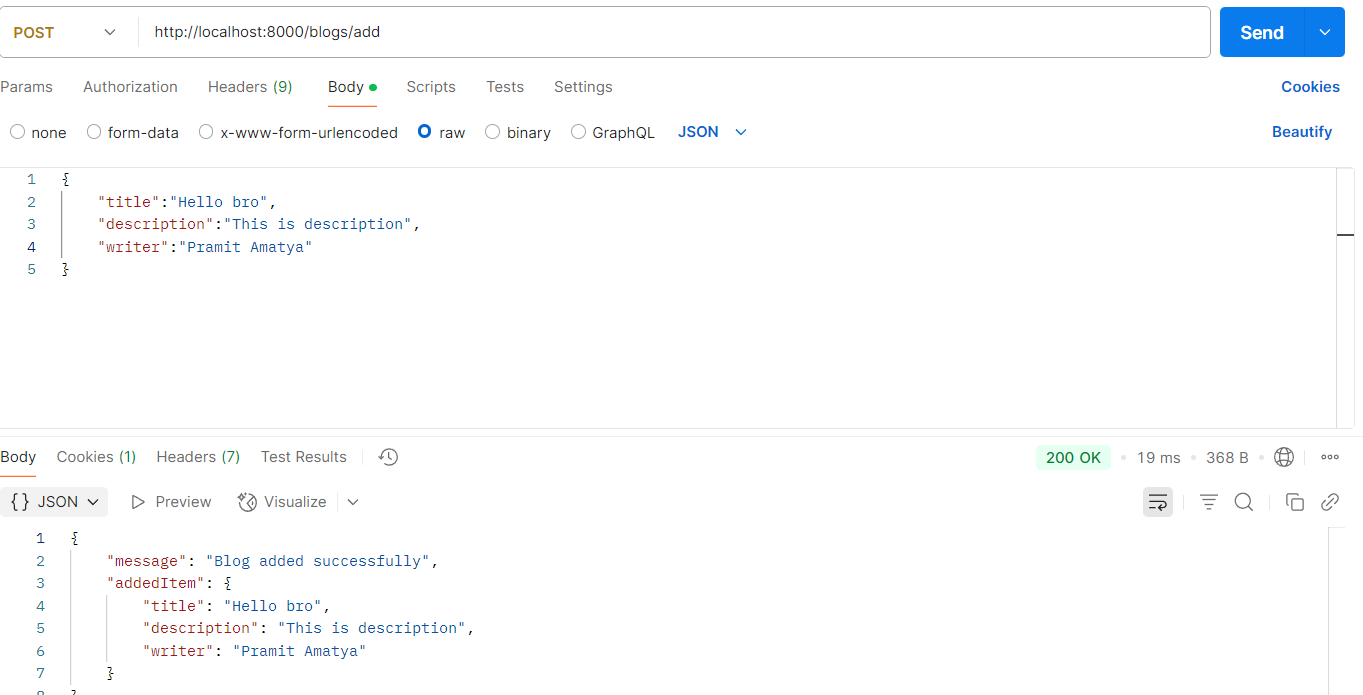 POST http://localhost:8000/blogs/add Send
Params Authorization Headers (9) Body Scripts Tests Settings Cookies
none form-data x-www-form-urlencoded raw binary GraphQL JSON Beautify
1 {
2 "title":"Hello bro",
3 "description":"This is description",
4 "writer":"Pramit Amatya"
5 }
Body Cookies (1) Headers (7) Test Results 200 OK • 19 ms • 368 B •
{} JSON Preview Visualize
1 {
2 "message": "Blog added successfully",
3 "addedItem": {
4 "title": "Hello bro",
5 "description": "This is description",
6 "writer": "Pramit Amatya"
7 }
8 }